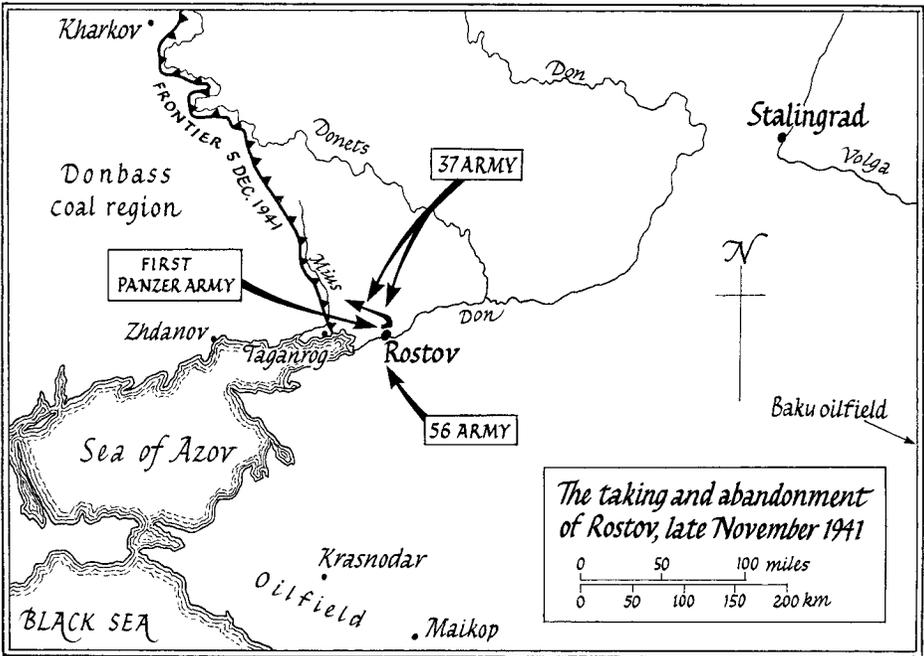 Kharkov
Don
Stalingrad
Volga
Donets
FRONTIER 5 DEC. 1941
37 ARMY
Donbass
coal region
N
FIRST
PANZER ARMY
Mius
Don
Zhdanov
Taganrog
Rostov
Baku oilfield
56 ARMY
Sea of Azov
The taking and abandonment
of Rostov, late November 1941
0 50 100 miles
0 50 100 150 200 km
Krasnodar
Oilfield
BLACK SEA
Maikop